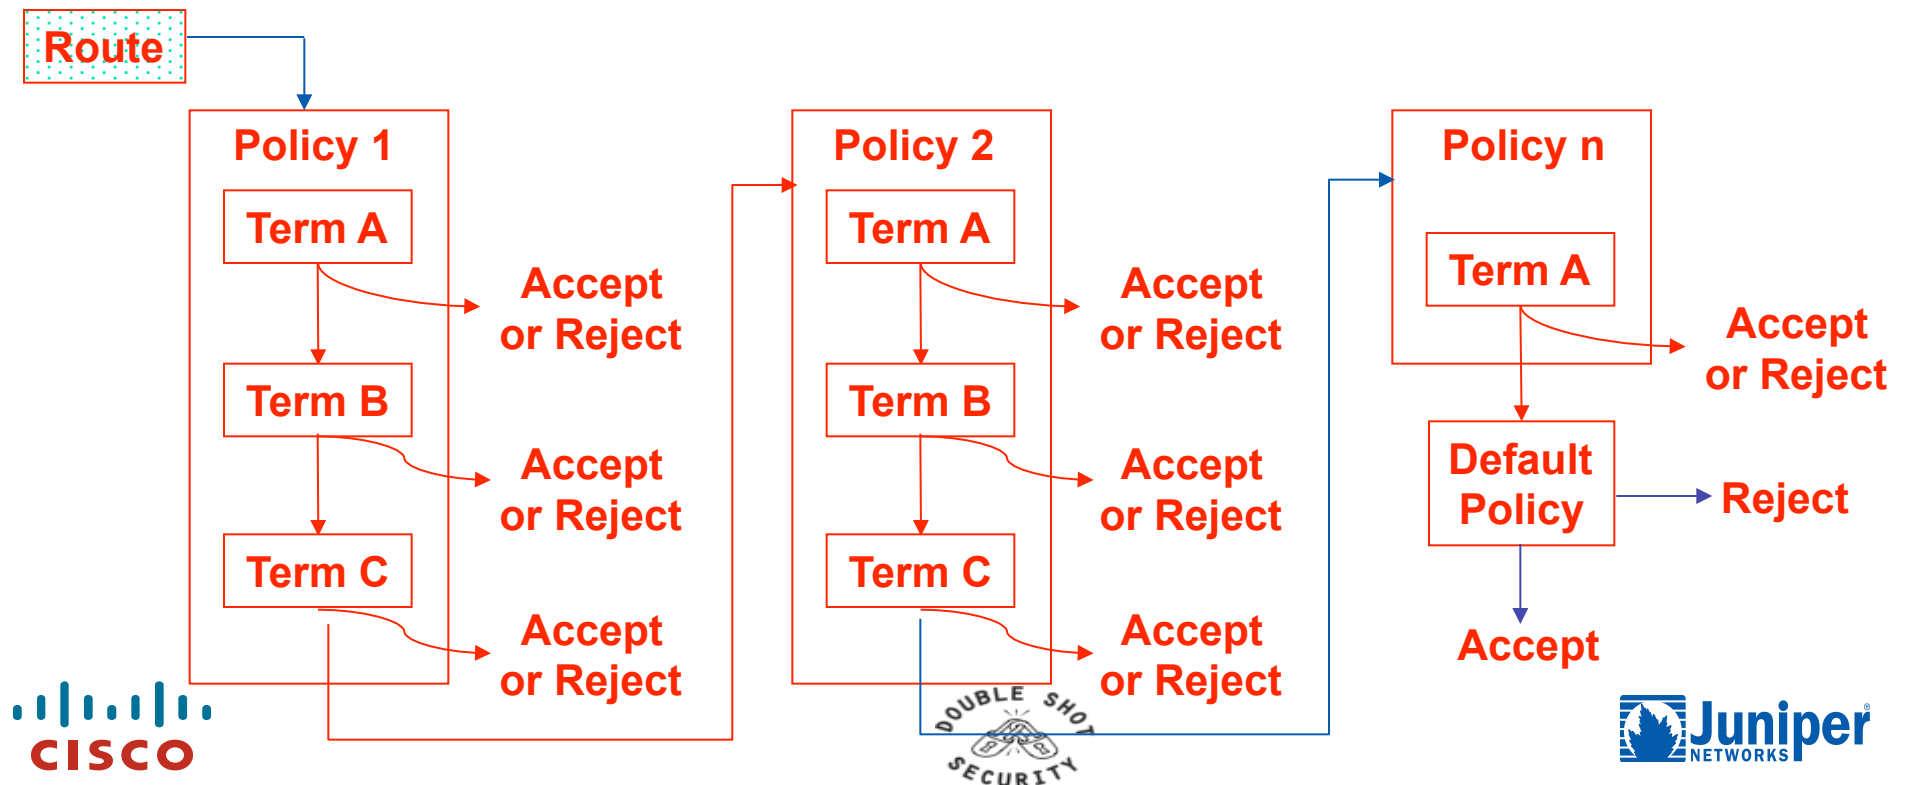 Route
Policy 1
Term A
Accept
or Reject
Term B
Accept
or Reject
Term C
Accept
or Reject
Policy 2
Term A
Accept
or Reject
Term B
Accept
or Reject
Term C
Accept
or Reject
Policy n
Term A
Accept
or Reject
Default
Policy
Reject
Accept
CISCO
DOUBLE SHOT
SECURITY
Juniper®
NETWORKS